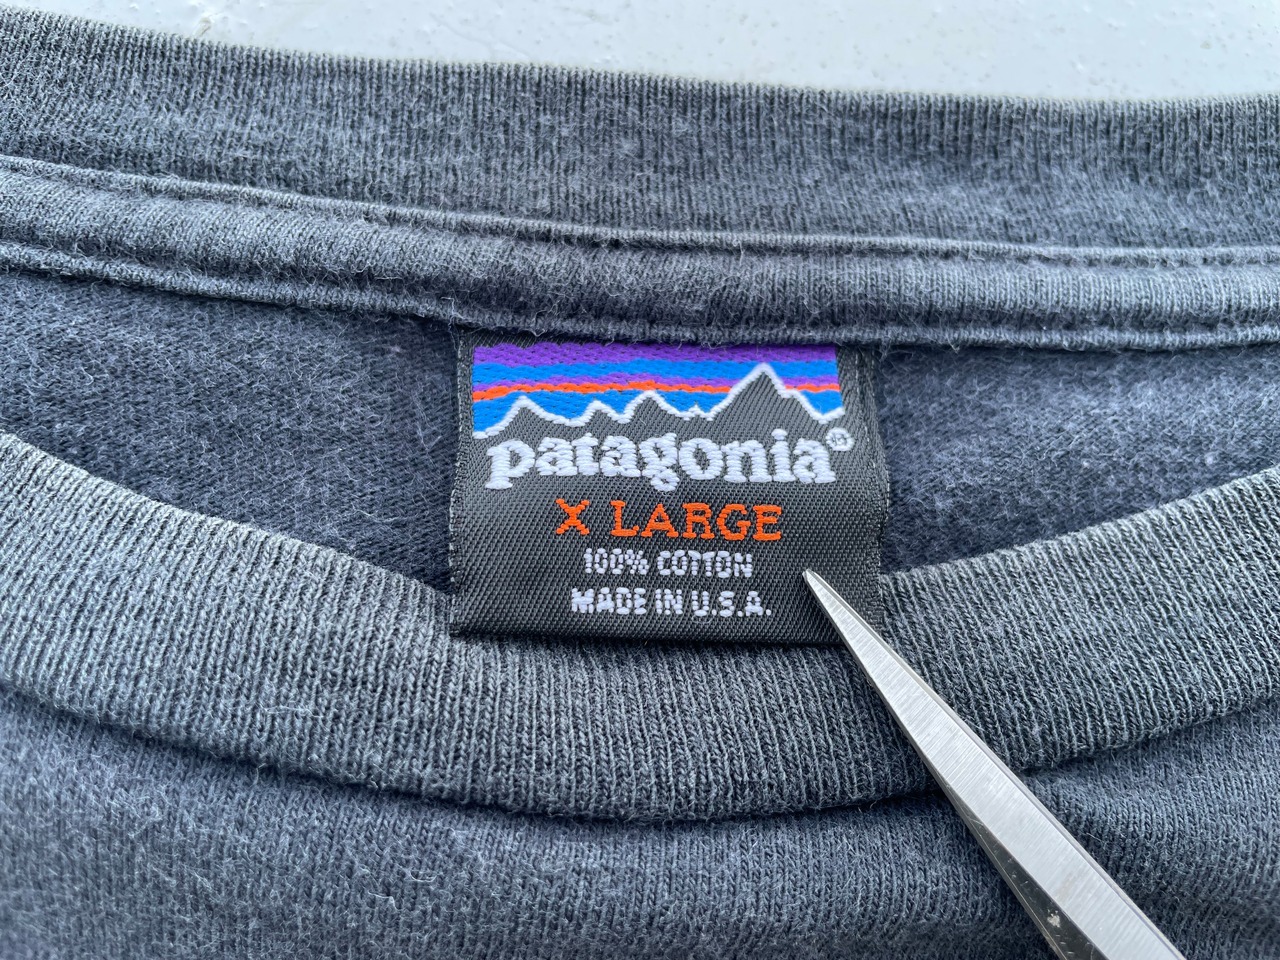 patagonia®
X LARGE
100% COTTON
MADE IN U.S.A.